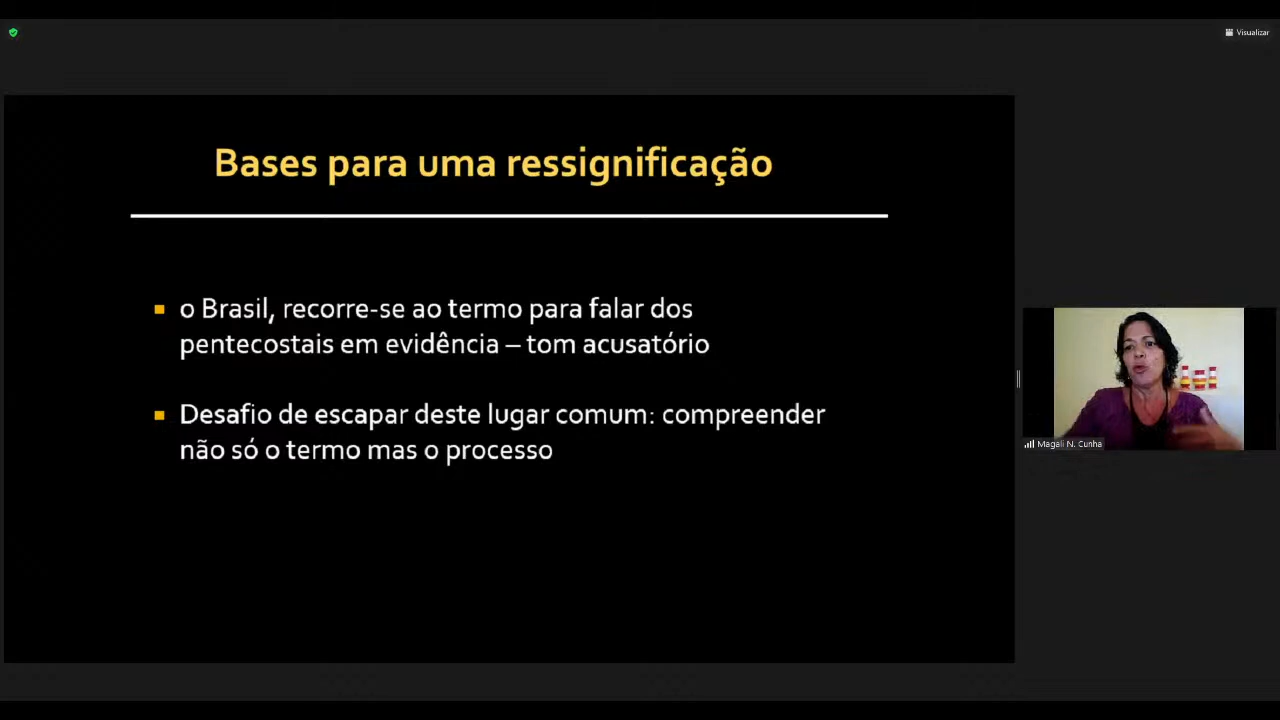 Visualizar
Bases para uma ressignificação
o Brasil, recorre-se ao termo para falar dos
pentecostais em evidência – tom acusatório
Desafio de escapar deste lugar comum: compreender
não só o termo mas o processo
Magali N. Cunha